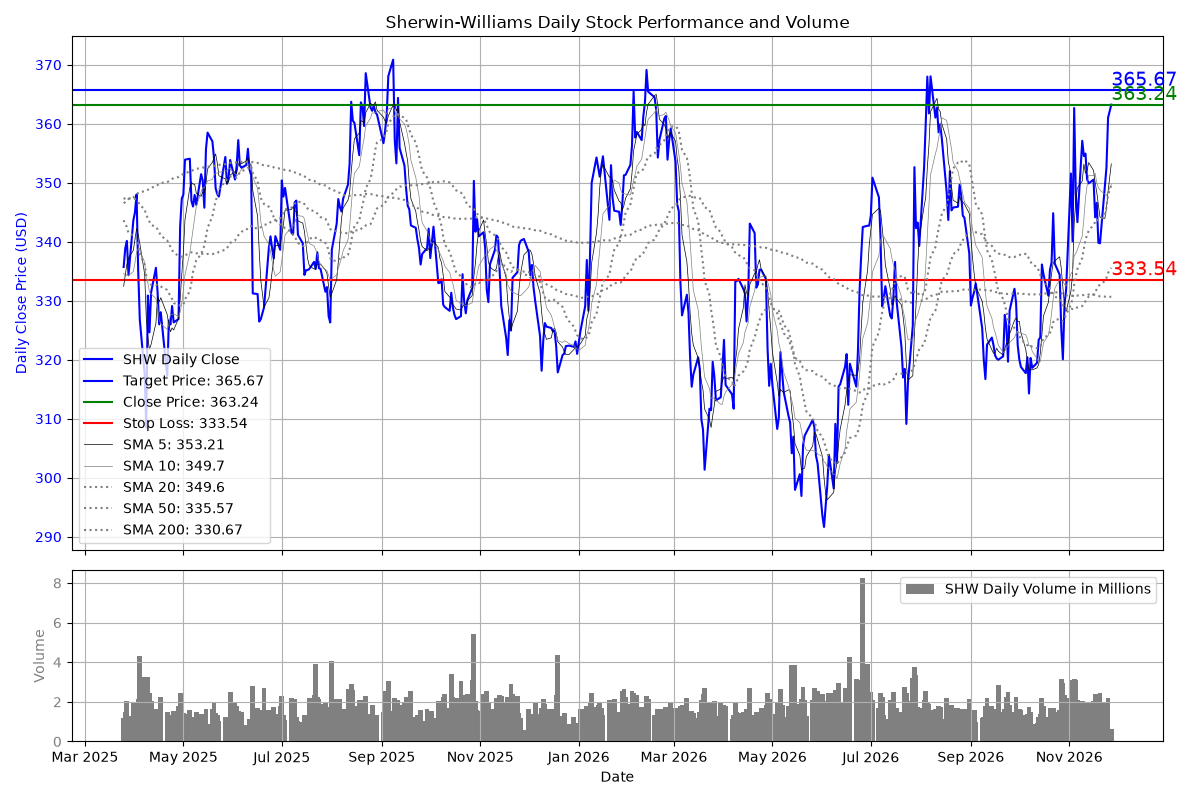 Sherwin-Williams Daily Stock Performance and Volume
Daily Close Price (USD)
370
360
350
340
330
320
310
300
290
365.67
363.24
333.54
SHW Daily Close
Target Price: 365.67
Close Price: 363.24
Stop Loss: 333.54
SMA 5: 353.21
SMA 10: 349.7
SMA 20: 349.6
SMA 50: 335.57
SMA 200: 330.67
Volume
8
6
4
2
0
SHW Daily Volume in Millions
Mar 2025 May 2025 Jul 2025 Sep 2025 Nov 2025 Jan 2026 Mar 2026 May 2026 Jul 2026 Sep 2026 Nov 2026
Date